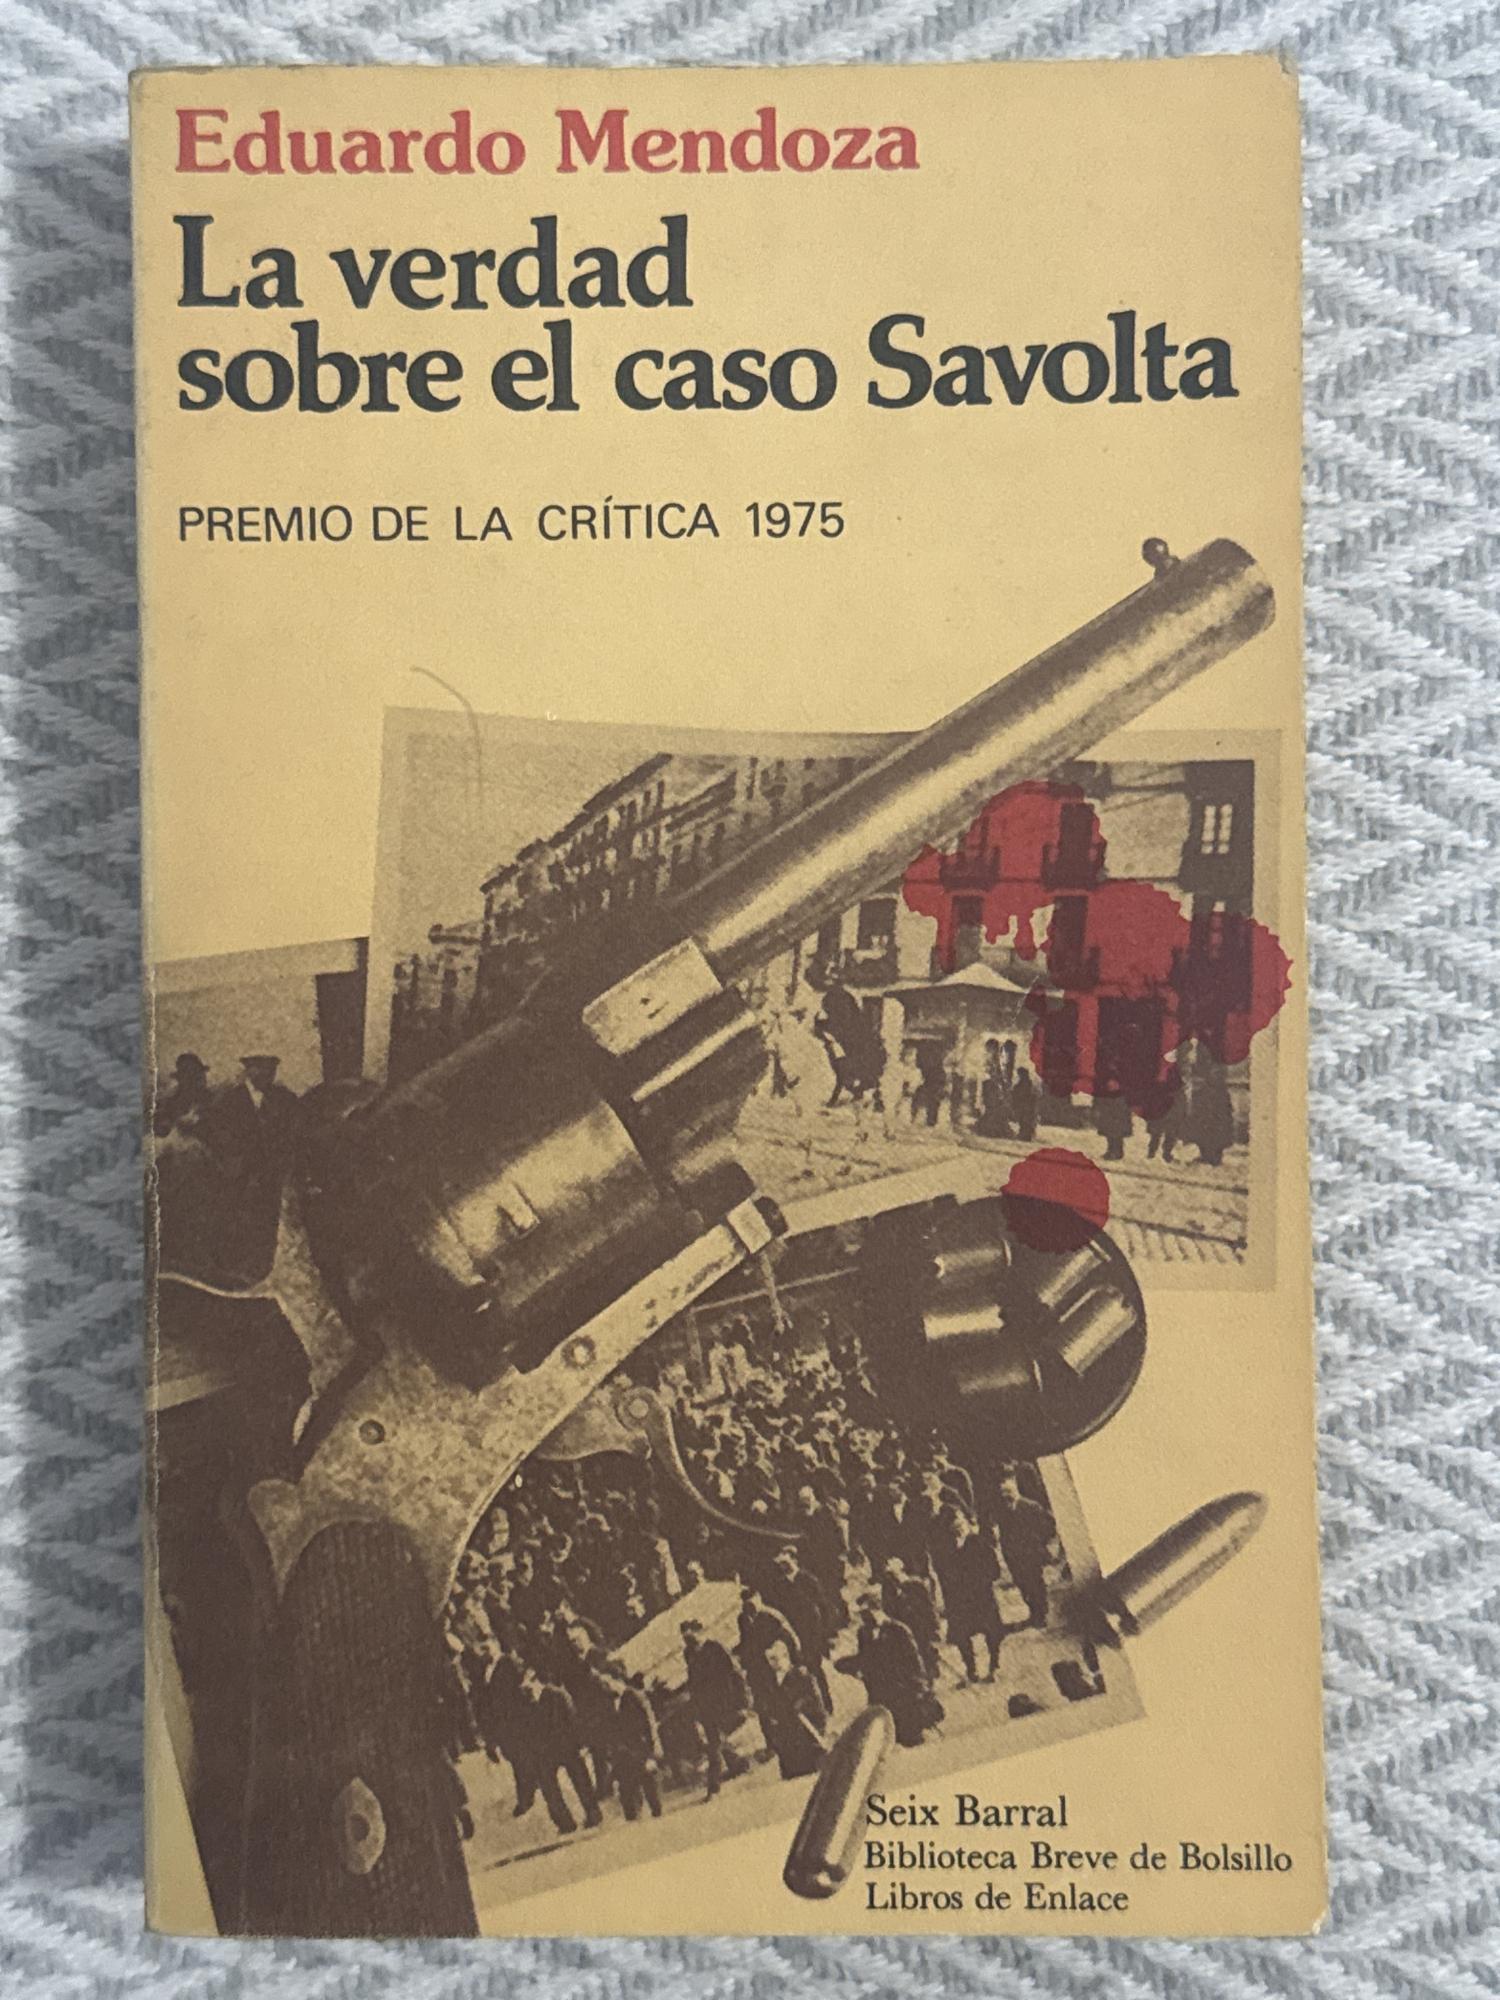 Eduardo Mendoza
La verdad
sobre el caso Savolta
PREMIO DE LA CRÍTICA 1975
Seix Barral
Biblioteca Breve de Bolsillo
Libros de Enlace